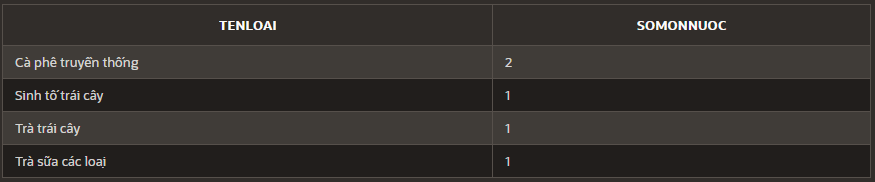 TENLOAI SOMONNUOC
Cà phê truyền thống 2
Sinh tố trái cây 1
Trà trái cây 1
Trà sữa các loại 1